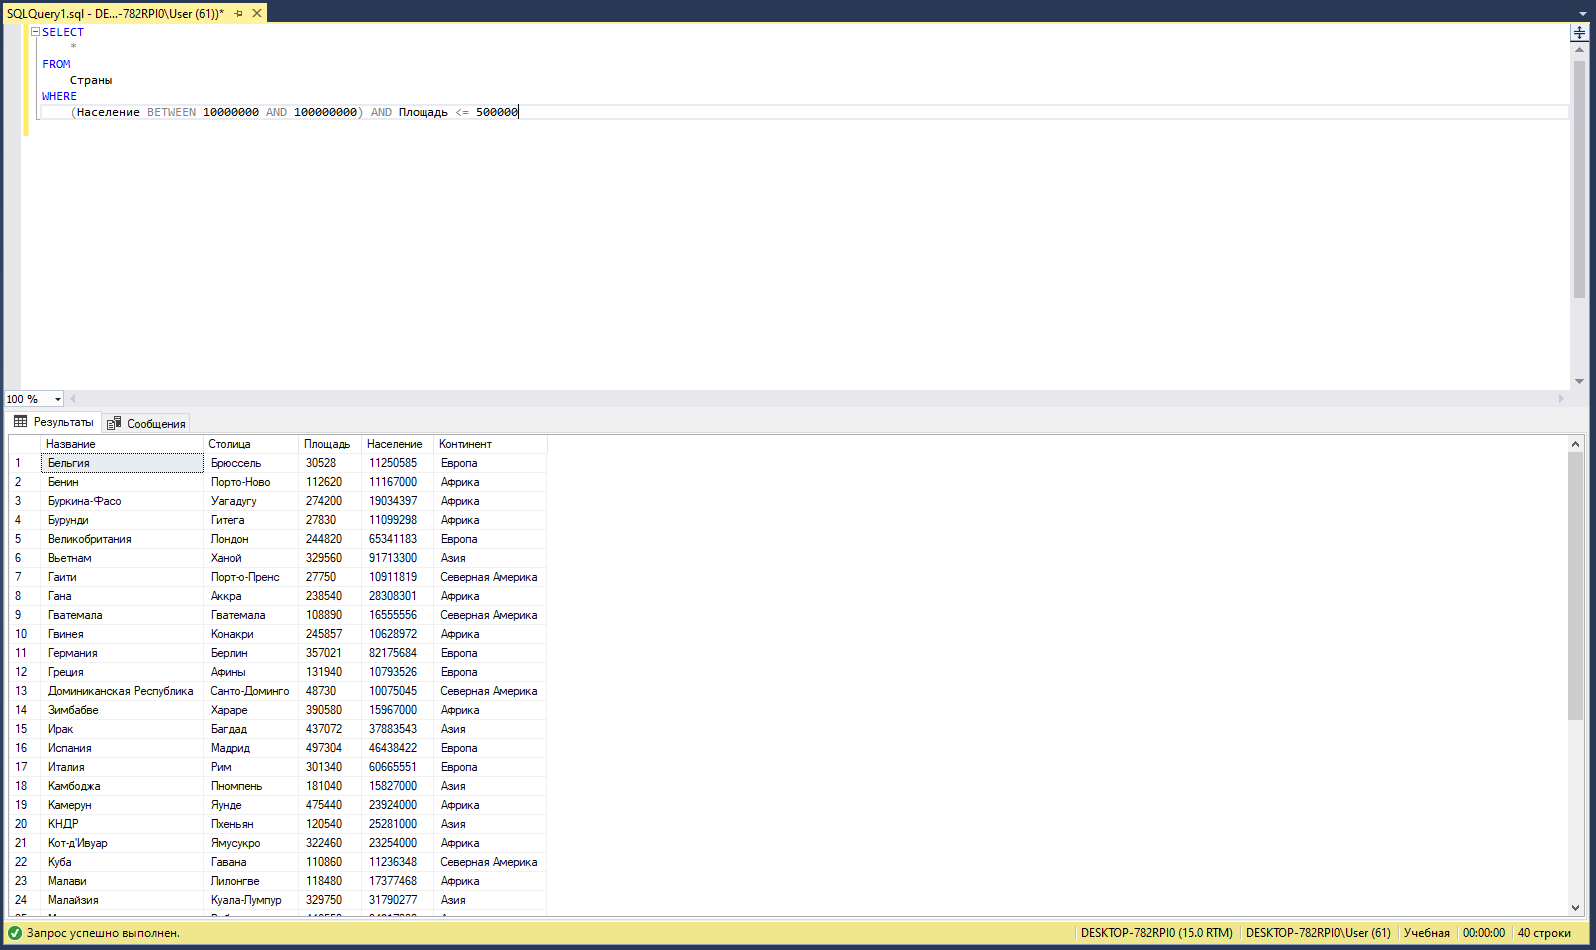 SQLQuery1.sql - DE...-782RPI0\User (61))*
SELECT
*
FROM
Страны
WHERE
(Население BETWEEN 10000000 AND 100000000) AND Площадь <= 500000
100 %
Результаты Сообщения
Название Столица Площадь Население Континент
1 Бельгия Брюссель 30528 11250585 Европа
2 Бенин Порто-Ново 112620 11167000 Африка
3 Буркина-Фасо Уагадугу 274200 19034397 Африка
4 Бурунди Гитега 27830 11099298 Африка
5 Великобритания Лондон 244820 65341183 Европа
6 Вьетнам Ханой 329560 91713300 Азия
7 Гаити Порт-о-Пренс 27750 10911819 Северная Америка
8 Гана Аккра 238540 28308301 Африка
9 Гватемала Гватемала 108890 16555556 Северная Америка
10 Гвинея Конакри 245857 10628972 Африка
11 Германия Берлин 357021 82175684 Европа
12 Греция Афины 131940 10793526 Европа
13 Доминиканская Республика Санто-Доминго 48730 10075045 Северная Америка
14 Зимбабве Хараре 390580 15967000 Африка
15 Ирак Багдад 437072 37883543 Азия
16 Испания Мадрид 497304 46438422 Европа
17 Италия Рим 301340 60665551 Европа
18 Камбоджа Пномпень 181040 15827000 Азия
19 Камерун Яунде 475440 23924000 Африка
20 КНДР Пхеньян 120540 25281000 Азия
21 Кот-д'Ивуар Ямусукро 322460 23254000 Африка
22 Куба Гавана 110860 11236348 Северная Америка
23 Малави Лилонгве 118480 17377468 Африка
24 Малайзия Куала-Лумпур 329750 31790277 Азия
Запрос успешно выполнен. DESKTOP-782RPI0 (15.0 RTM) DESKTOP-782RPI0\User (61) Учебная 00:00:00 40 строки